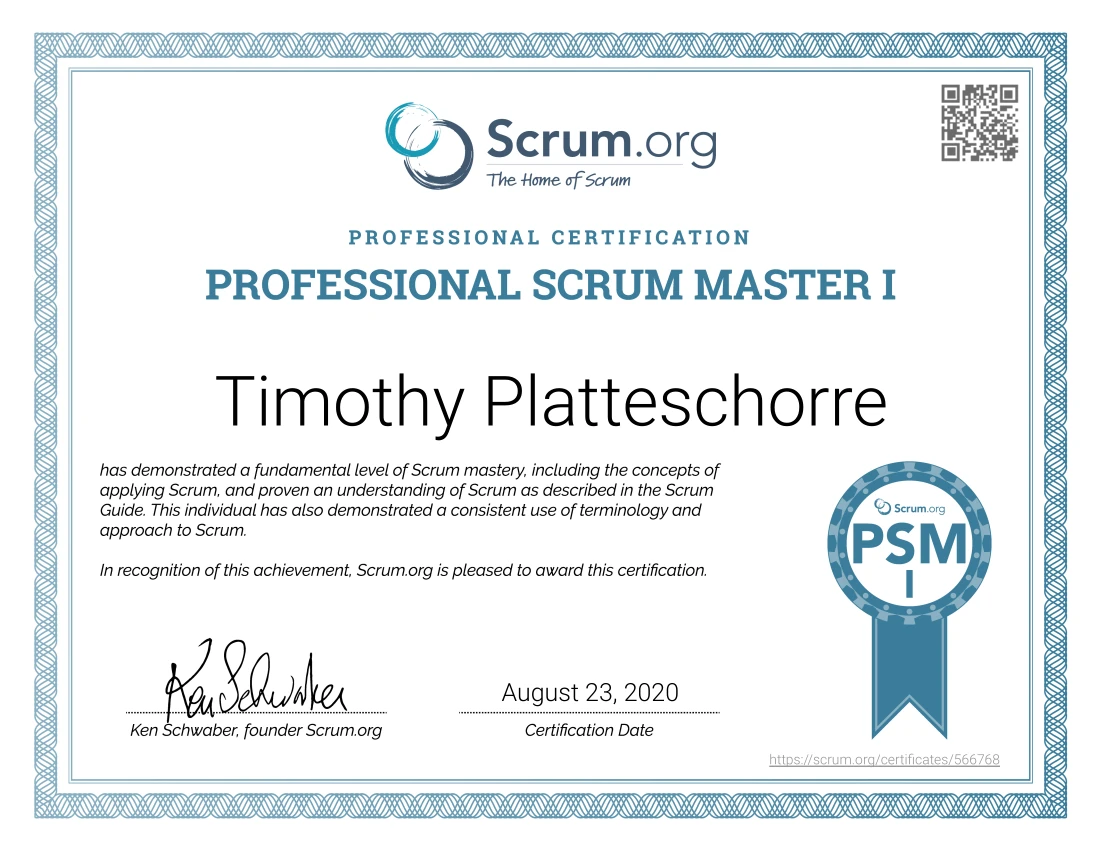 Scrum.org
The Home of Scrum
PROFESSIONAL CERTIFICATION
PROFESSIONAL SCRUM MASTER I
Timothy Platteschorre
has demonstrated a fundamental level of Scrum mastery, including the concepts of
applying Scrum, and proven an understanding of Scrum as described in the Scrum
Guide. This individual has also demonstrated a consistent use of terminology and
approach to Scrum.
In recognition of this achievement, Scrum.org is pleased to award this certification.
Scrum.org
PSM
I
Ken Schwaber
August 23, 2020
Ken Schwaber, founder Scrum.org
Certification Date
https://scrum.org/certificates/566768